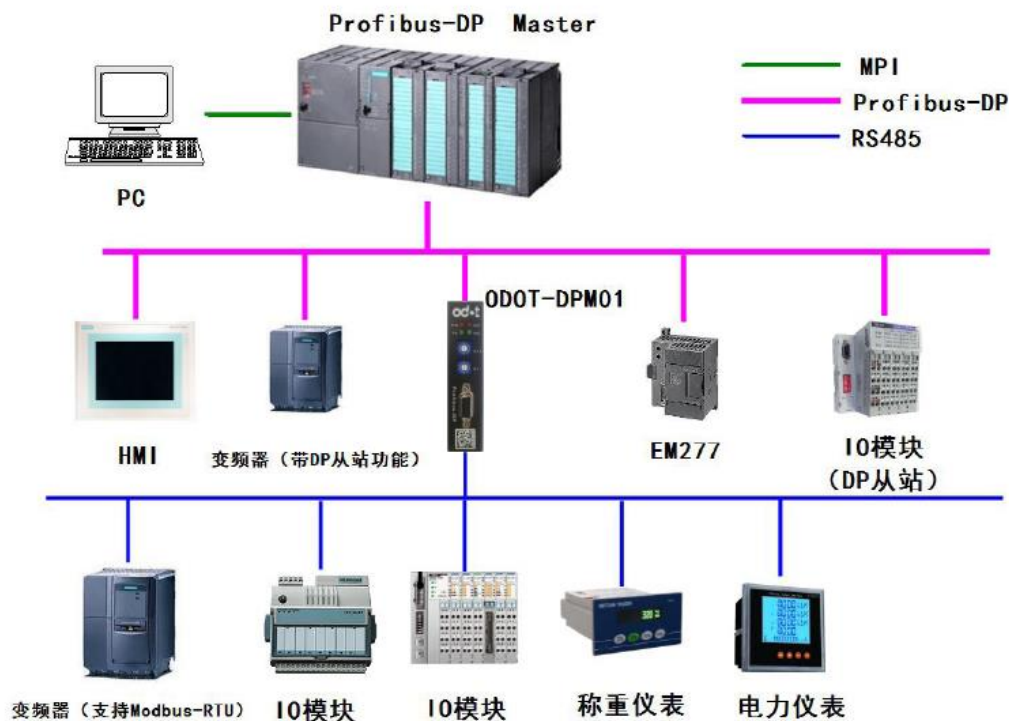 Profibus-DP Master
MPI
Profibus-DP
RS485
PC
ODOT-DPM01
odot
HMI
变频器（带DP从站功能）
EM277
IO模块
（DP从站）
变频器（支持Modbus-RTU）
IO模块
IO模块
称重仪表
电力仪表